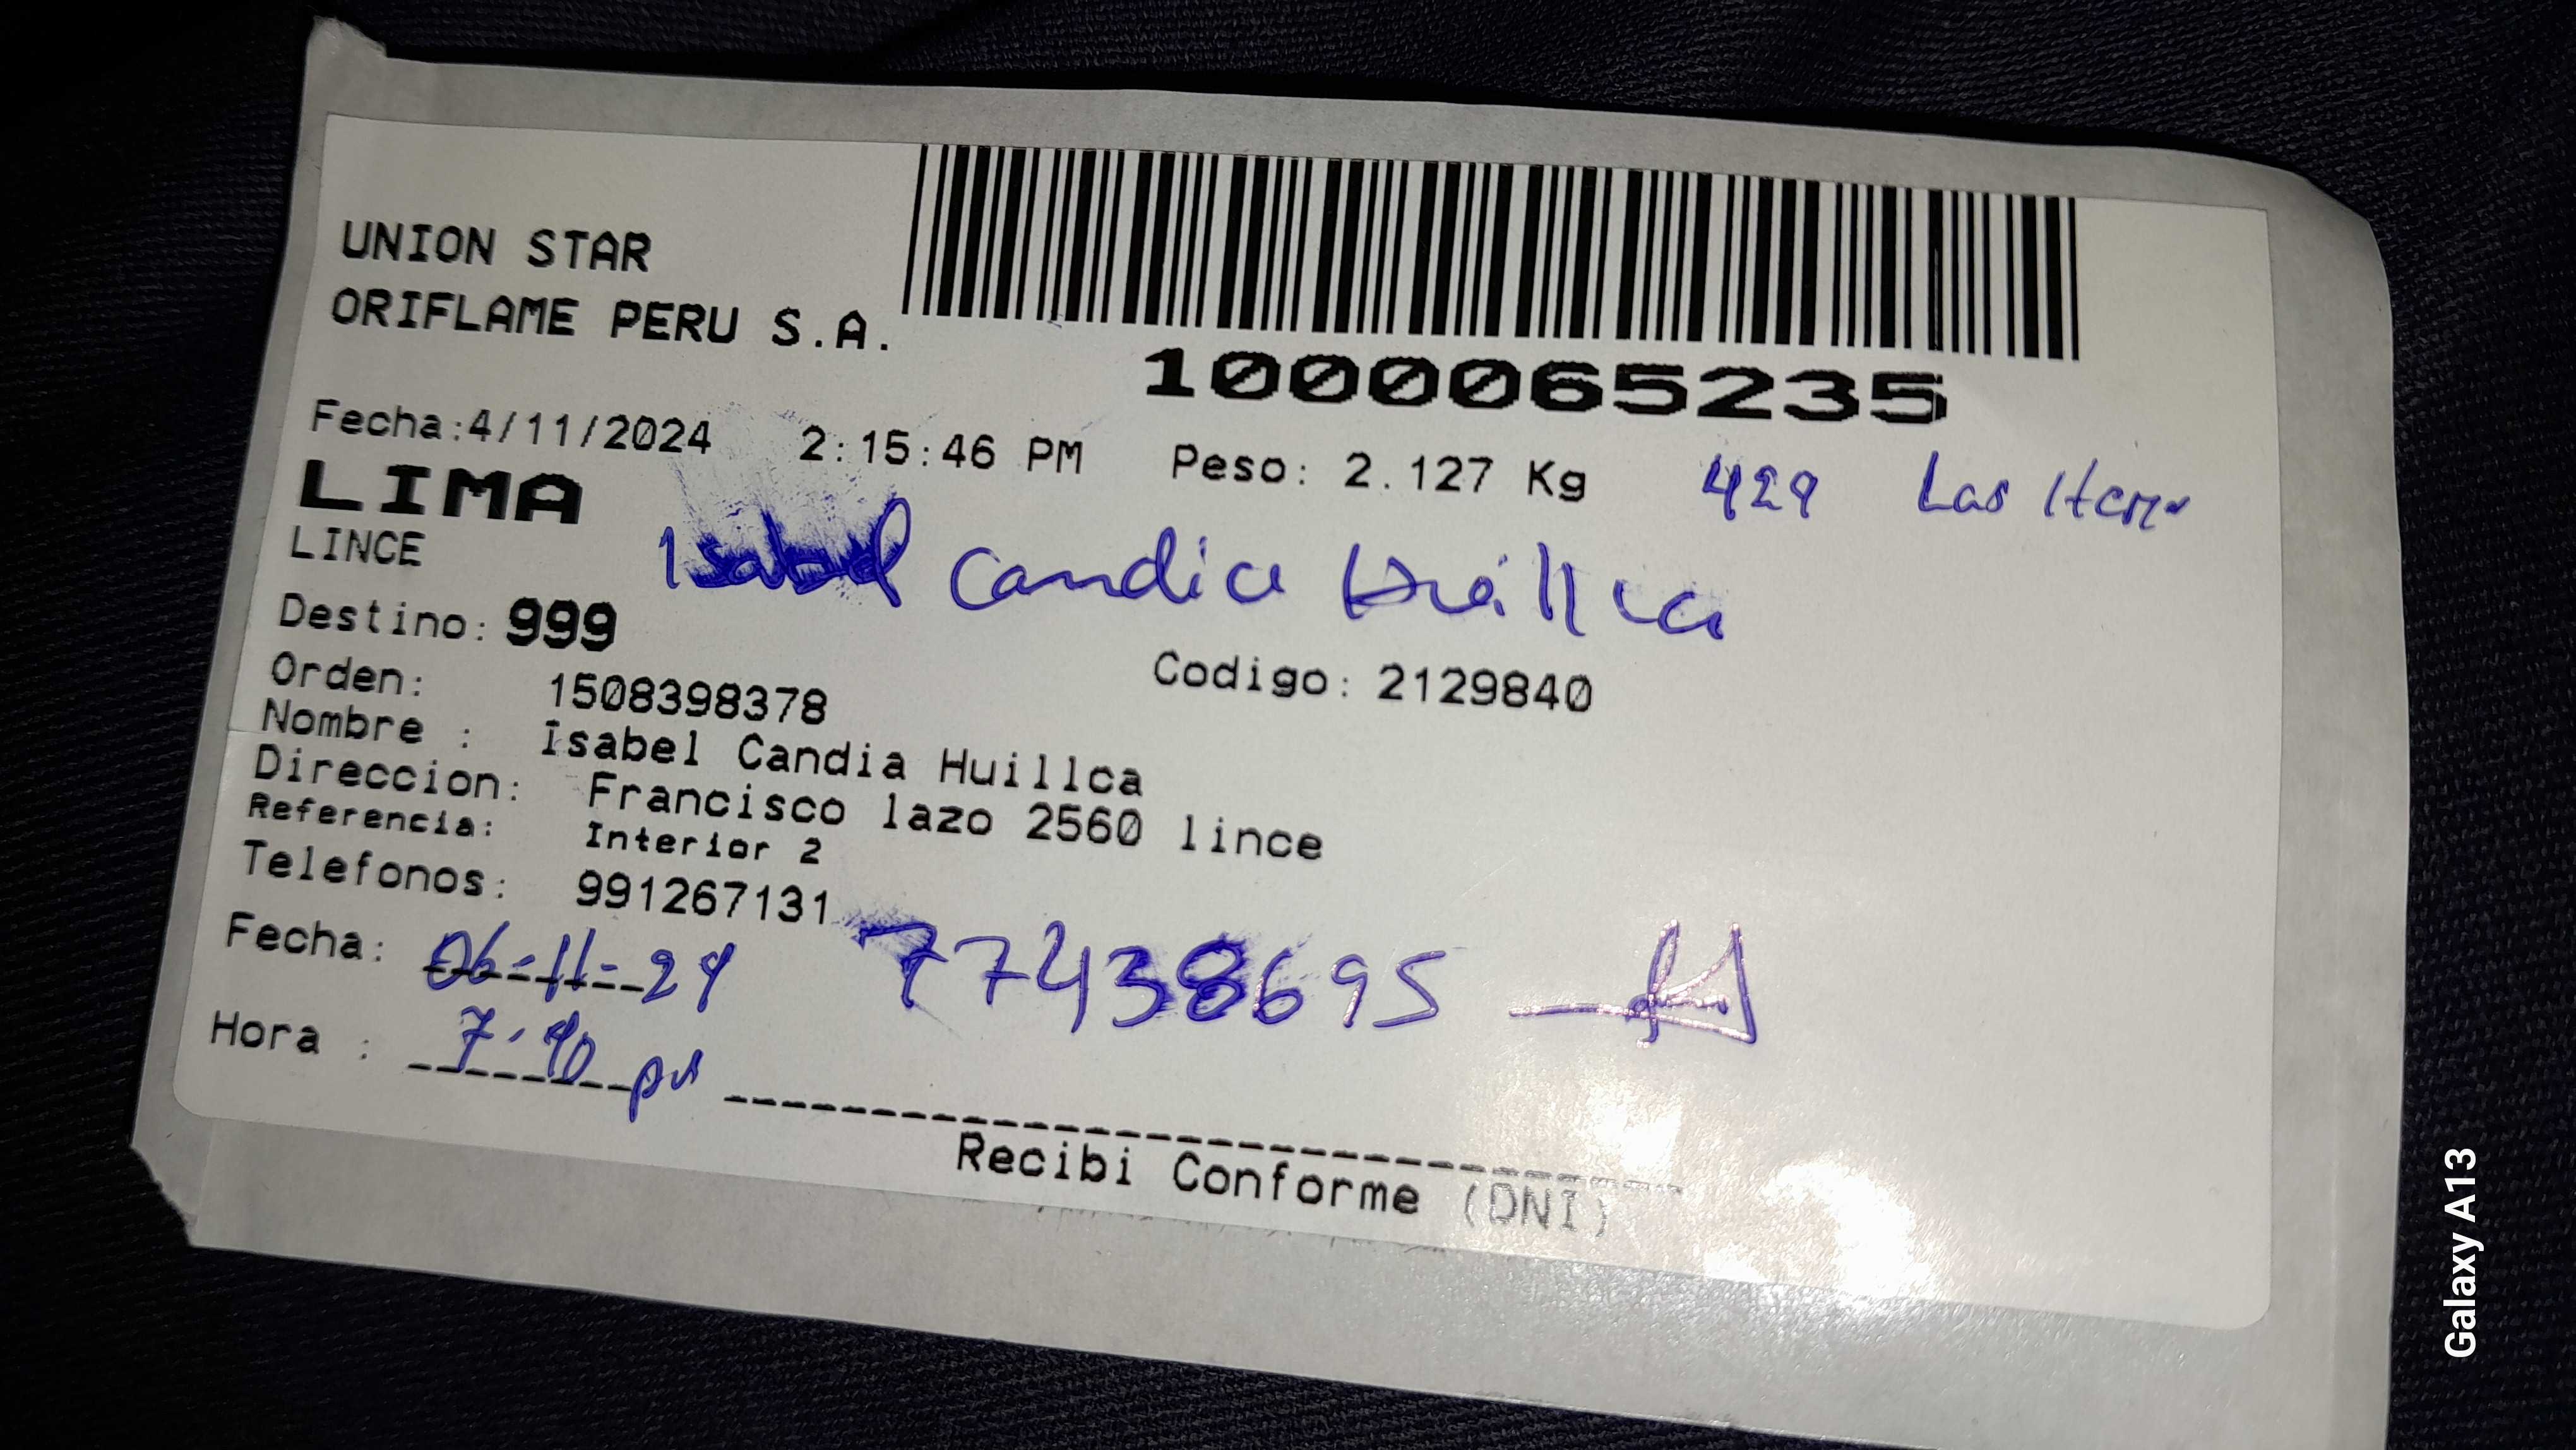 UNION STAR
ORIFLAME PERU S.A.
1000065235
Fecha:4/11/2024 2:15:46 PM Peso: 2.127 Kg 429 Las
LIMA
LINCE
Isabel Candia Huillca
Destino: 999
Orden: 1508398378 Codigo: 2129840
Nombre : Isabel Candia Huillca
Direccion: Francisco lazo 2560 lince
Referencia: Interior 2
Telefonos: 991267131
Fecha: 06-11-24 77438695
Hora : 7:40 pm
Recibi Conforme (DNI)
Galaxy A13